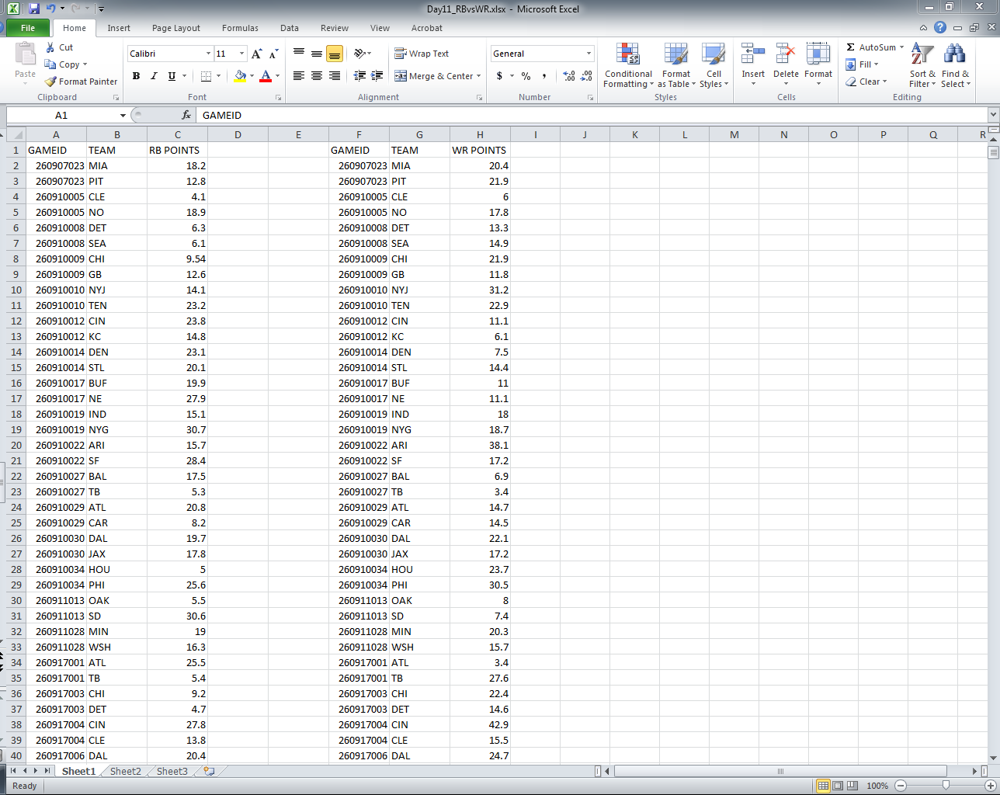 Day11_RBvsWR.xlsx - Microsoft Excel
File Home Insert Page Layout Formulas Data Review View Acrobat
Paste
Cut
Copy
Format Painter
Clipboard
Calibri 11
B I U
Font
Wrap Text
Merge & Center
Alignment
General
$ % ,
Number
Conditional Formatting
Format as Table
Cell Styles
Styles
Insert Delete Format
Cells
Σ AutoSum
Fill
Clear
Sort & Filter
Find & Select
Editing
A1 fx GAMEID
A B C D E F G H I J K L M N O P Q R
1 GAMEID TEAM RB POINTS GAMEID TEAM WR POINTS
2 260907023 MIA 18.2 260907023 MIA 20.4
3 260907023 PIT 12.8 260907023 PIT 21.9
4 260910005 CLE 4.1 260910005 CLE 6
5 260910005 NO 18.9 260910005 NO 17.8
6 260910008 DET 6.3 260910008 DET 13.3
7 260910008 SEA 6.1 260910008 SEA 14.9
8 260910009 CHI 9.54 260910009 CHI 21.9
9 260910009 GB 12.6 260910009 GB 11.8
10 260910010 NYJ 14.1 260910010 NYJ 31.2
11 260910010 TEN 23.2 260910010 TEN 22.9
12 260910012 CIN 23.8 260910012 CIN 11.1
13 260910012 KC 14.8 260910012 KC 6.1
14 260910014 DEN 23.1 260910014 DEN 7.5
15 260910014 STL 20.1 260910014 STL 14.4
16 260910017 BUF 19.9 260910017 BUF 11
17 260910017 NE 27.9 260910017 NE 11.1
18 260910019 IND 15.1 260910019 IND 18
19 260910019 NYG 30.7 260910019 NYG 18.7
20 260910022 ARI 15.7 260910022 ARI 38.1
21 260910022 SF 28.4 260910022 SF 17.2
22 260910027 BAL 17.5 260910027 BAL 6.9
23 260910027 TB 5.3 260910027 TB 3.4
24 260910029 ATL 20.8 260910029 ATL 14.7
25 260910029 CAR 8.2 260910029 CAR 14.5
26 260910030 DAL 19.7 260910030 DAL 22.1
27 260910030 JAX 17.8 260910030 JAX 17.2
28 260910034 HOU 5 260910034 HOU 23.7
29 260910034 PHI 25.6 260910034 PHI 30.5
30 260911013 OAK 5.5 260911013 OAK 8
31 260911013 SD 30.6 260911013 SD 7.4
32 260911028 MIN 19 260911028 MIN 20.3
33 260911028 WSH 16.3 260911028 WSH 15.7
34 260917001 ATL 25.5 260917001 ATL 3.4
35 260917001 TB 5.4 260917001 TB 27.6
36 260917003 CHI 9.2 260917003 CHI 22.4
37 260917003 DET 4.7 260917003 DET 14.6
38 260917004 CIN 27.8 260917004 CIN 42.9
39 260917004 CLE 13.8 260917004 CLE 15.5
40 260917006 DAL 20.4 260917006 DAL 24.7
Sheet1 Sheet2 Sheet3
Ready 100%